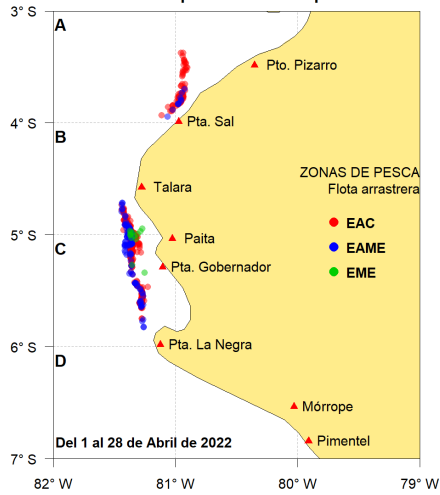 3° S
A
Pto. Pizarro
4° S
Pta. Sal
B
ZONAS DE PESCA
Flota arrastrera
Talara
EAC
5° S
Paita
C
EAME
Pta. Gobernador
EME
6° S
Pta. La Negra
D
Mórrope
Del 1 al 28 de Abril de 2022
Pimentel
7° S
82° W
81° W
80° W
79° W